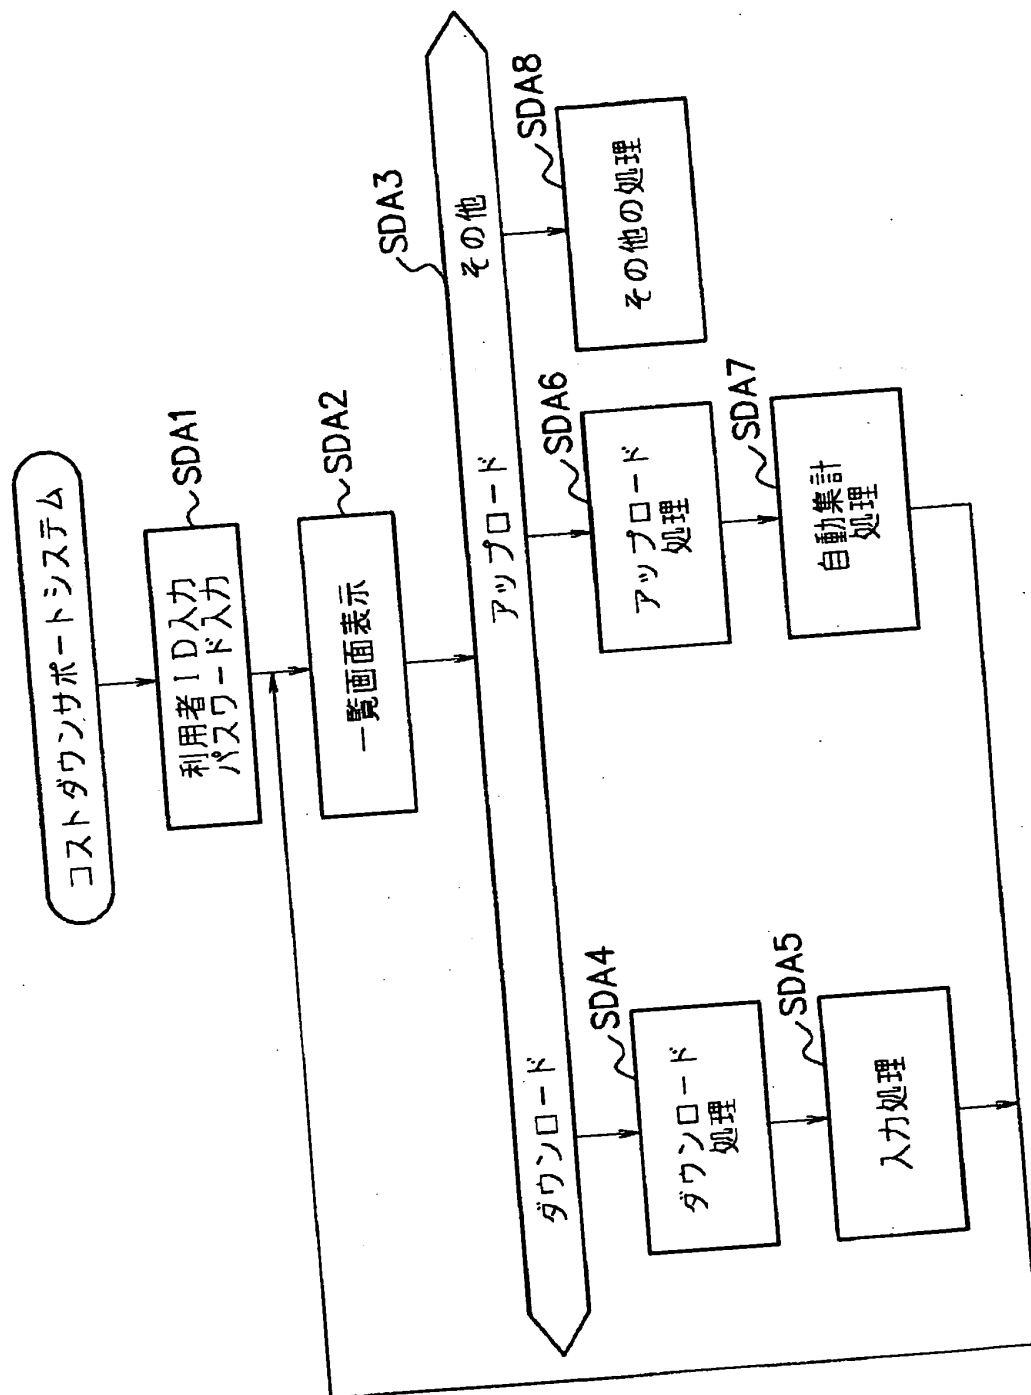 コストダウンサポートシステム
利用者ID入力
パスワード入力
SDA1
一覧画面表示
SDA2
SDA3
ダウンロード
アップロード
その他
ダウンロード
処理
SDA4
入力処理
SDA5
アップロード
処理
SDA6
自動集計
処理
SDA7
その他の処理
SDA8